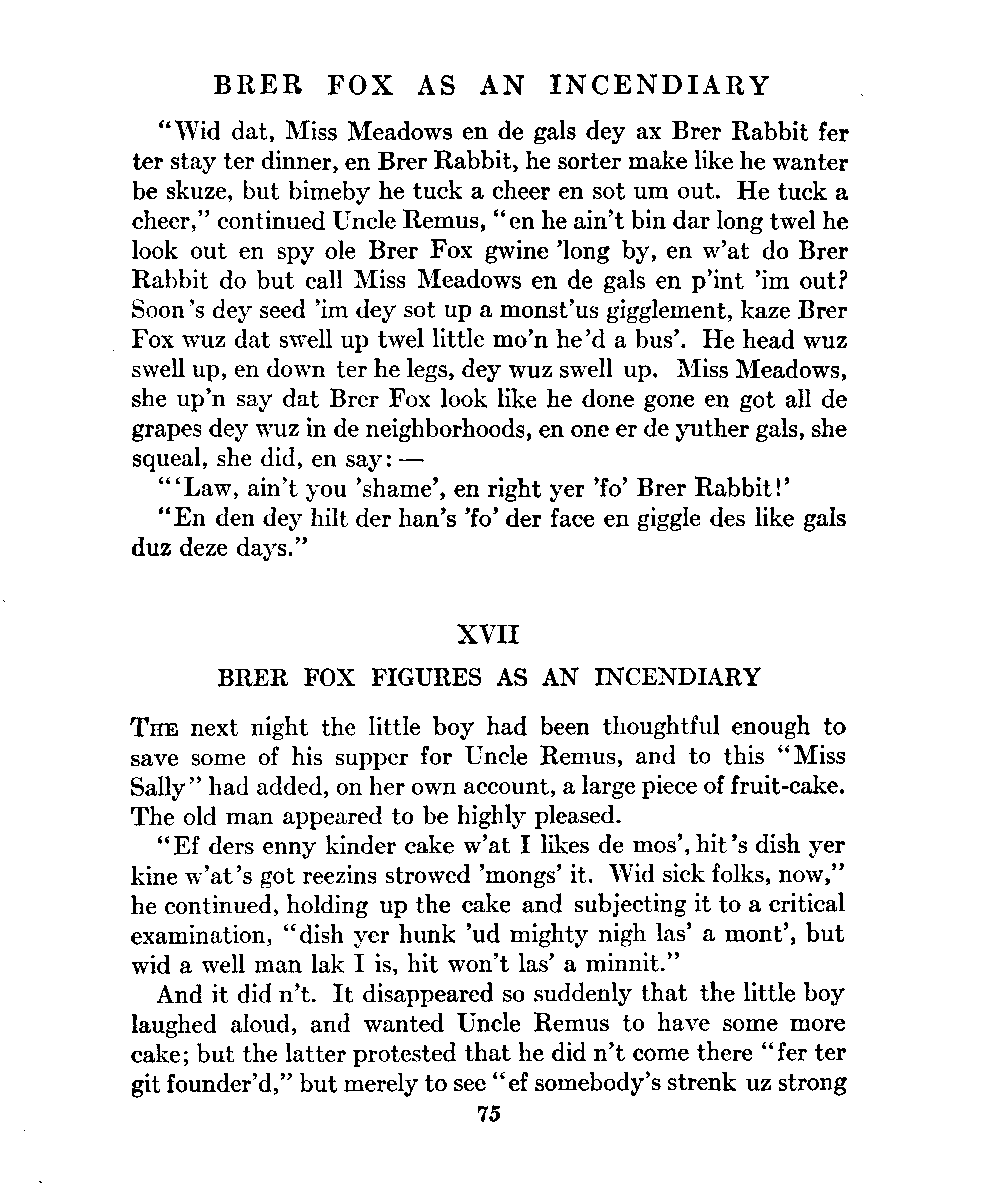 BRER FOX AS AN INCENDIARY
"Wid dat, Miss Meadows en de gals dey ax Brer Rabbit fer
ter stay ter dinner, en Brer Rabbit, he sorter make like he wanter
be skuze, but bimeby he tuck a cheer en sot um out. He tuck a
cheer," continued Uncle Remus, "en he ain't bin dar long twel he
look out en spy ole Brer Fox gwine 'long by, en w'at do Brer
Rabbit do but call Miss Meadows en de gals en p'int 'im out?
Soon 's dey seed 'im dey sot up a monst'us gigglement, kaze Brer
Fox wuz dat swell up twel little mo'n he 'd a bus'. He head wuz
swell up, en down ter he legs, dey wuz swell up. Miss Meadows,
she up'n say dat Brer Fox look like he done gone en got all de
grapes dey wuz in de neighborhoods, en one er de yuther gals, she
squeal, she did, en say: —
"'Law, ain't you 'shame', en right yer 'fo' Brer Rabbit!'
"En den dey hilt der han's 'fo' der face en giggle des like gals
duz deze days."
XVII
BRER FOX FIGURES AS AN INCENDIARY
THE next night the little boy had been thoughtful enough to
save some of his supper for Uncle Remus, and to this "Miss
Sally" had added, on her own account, a large piece of fruit-cake.
The old man appeared to be highly pleased.
"Ef ders enny kinder cake w'at I likes de mos', hit 's dish yer
kine w'at 's got reezins strowed 'mongs' it. Wid sick folks, now,"
he continued, holding up the cake and subjecting it to a critical
examination, "dish yer hunk 'ud mighty nigh las' a mont', but
wid a well man lak I is, hit won't las' a minnit."
And it did n't. It disappeared so suddenly that the little boy
laughed aloud, and wanted Uncle Remus to have some more
cake; but the latter protested that he did n't come there "fer ter
git founder'd," but merely to see "ef somebody's strenk uz strong
75